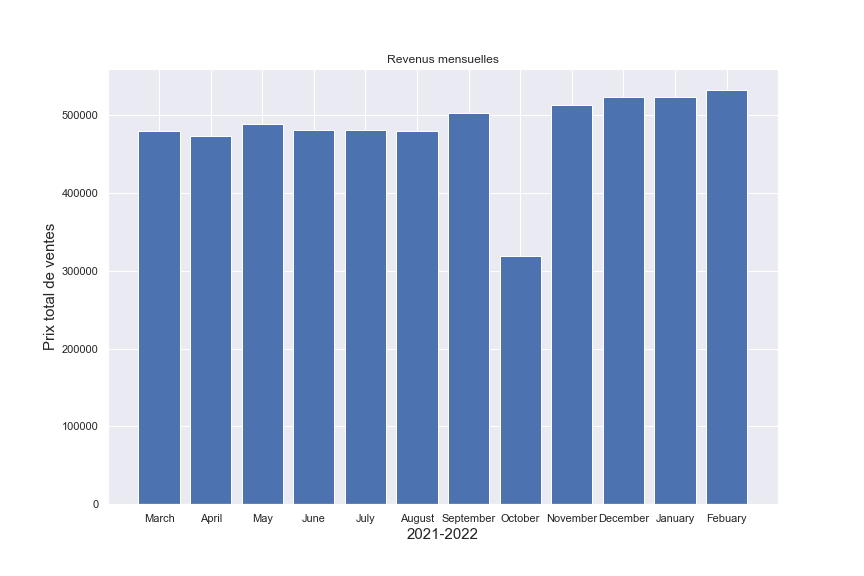 Revenus mensuelles
Prix total de ventes
500000
400000
300000
200000
100000
0
March April May June July August September October November December January Febuary
2021-2022